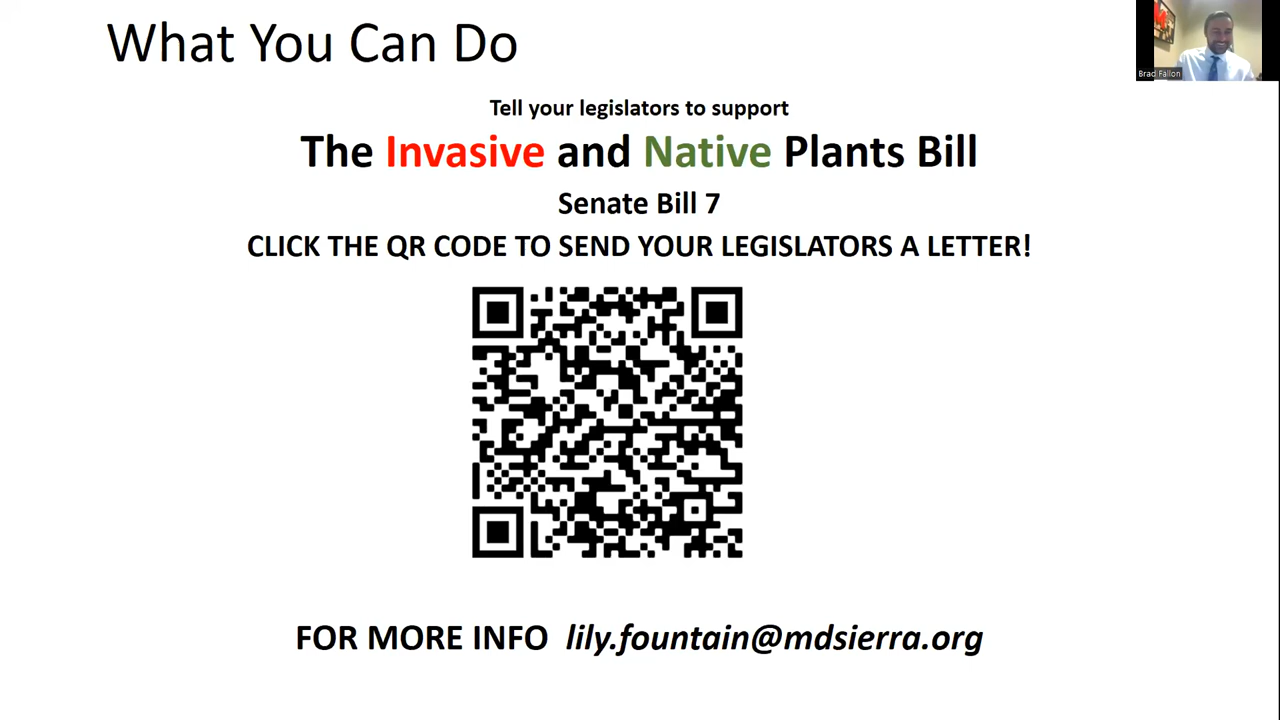 What You Can Do
Brad Fallon
Tell your legislators to support
The Invasive and Native Plants Bill
Senate Bill 7
CLICK THE QR CODE TO SEND YOUR LEGISLATORS A LETTER!
FOR MORE INFO lily.fountain@mdsierra.org